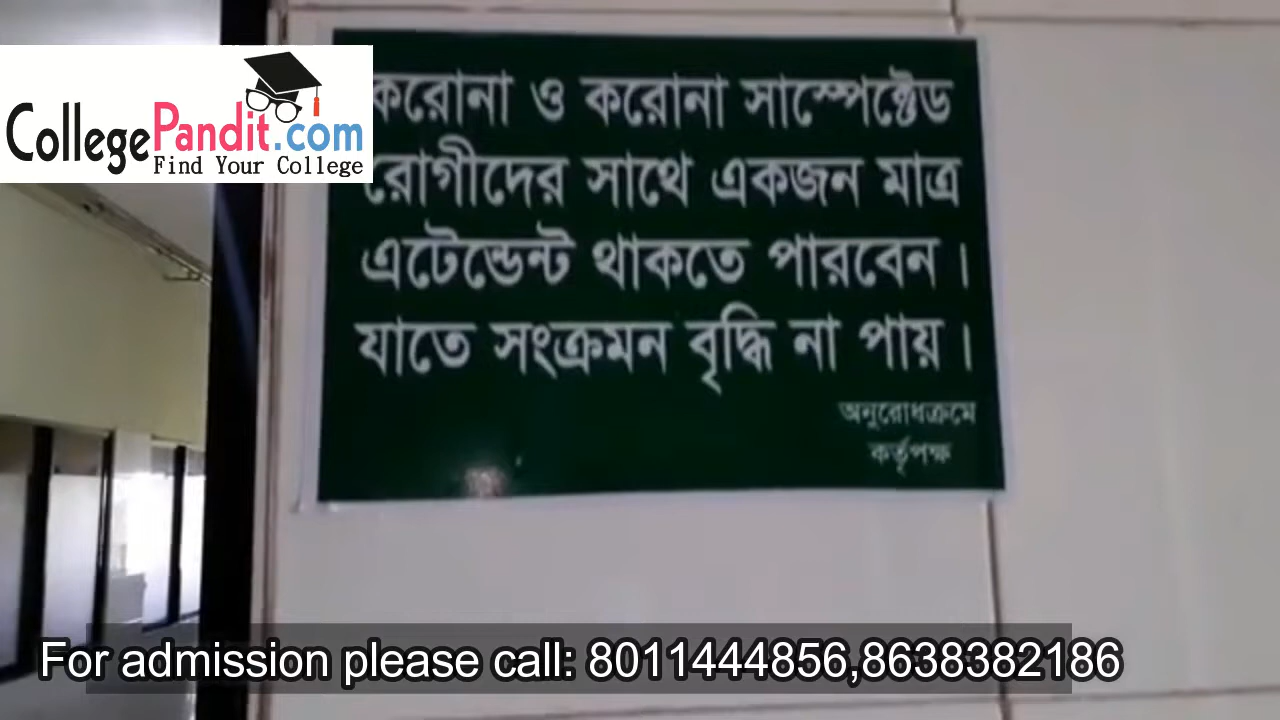 CollegePandit.com
Find Your College
করোনা ও করোনা সাস্পেক্টেড
রোগীদের সাথে একজন মাত্র
এটেন্ডেন্ট থাকতে পারবেন।
যাতে সংক্রমন বৃদ্ধি না পায়।
অনুরোধক্রমে
কর্তৃপক্ষ
For admission please call: 8011444856,8638382186